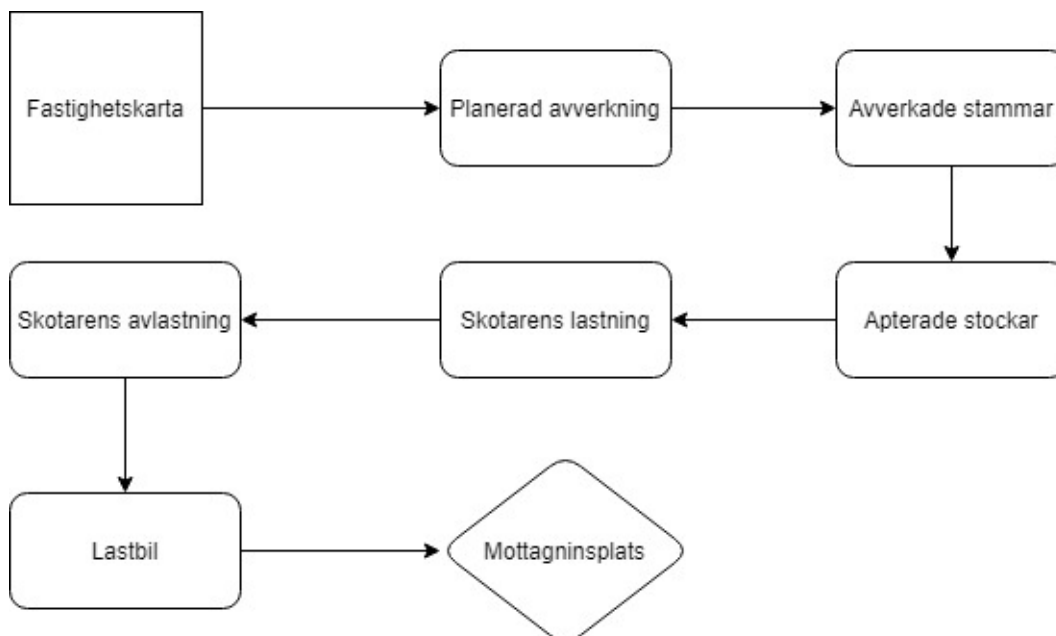 Fastighetskarta
Planerad avverkning
Avverkade stammar
Apterade stockar
Skotarens lastning
Skotarens avlastning
Lastbil
Mottagninsplats